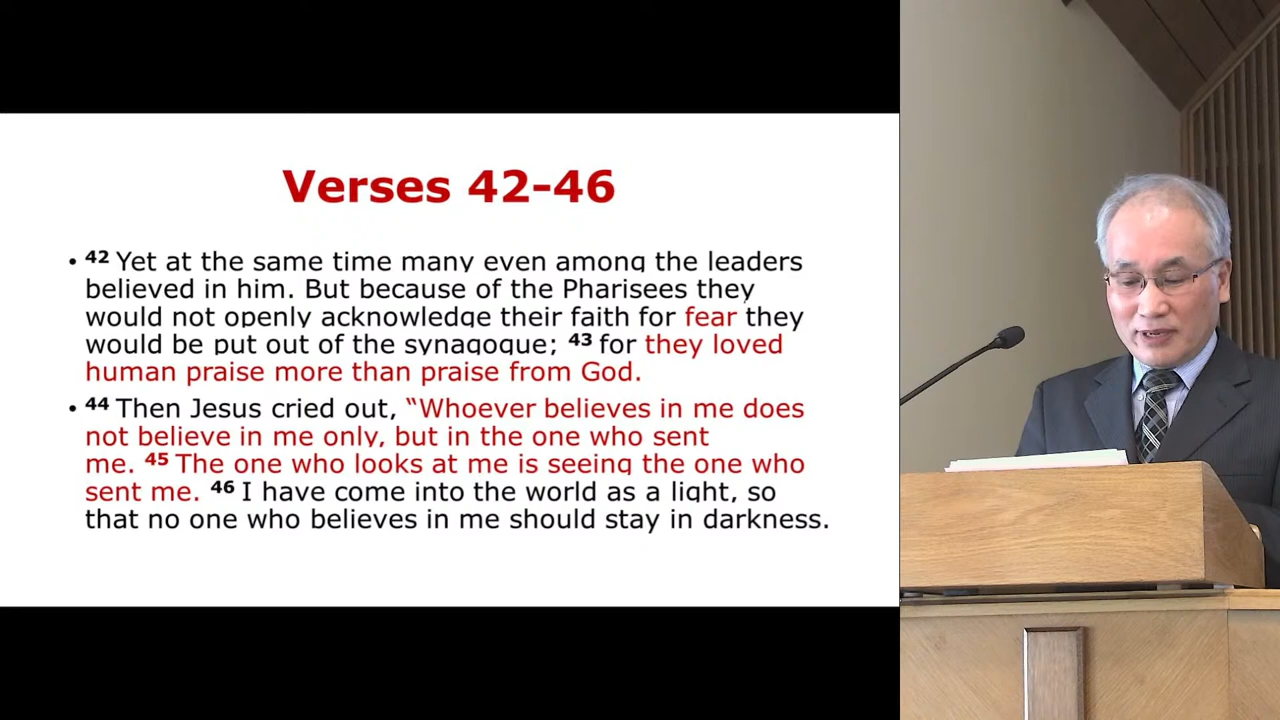 Verses 42-46
• 42 Yet at the same time many even among the leaders
believed in him. But because of the Pharisees they
would not openly acknowledge their faith for fear they
would be put out of the synagogue; 43 for they loved
human praise more than praise from God.
• 44 Then Jesus cried out, “Whoever believes in me does
not believe in me only, but in the one who sent
me. 45 The one who looks at me is seeing the one who
sent me. 46 I have come into the world as a light, so
that no one who believes in me should stay in darkness.